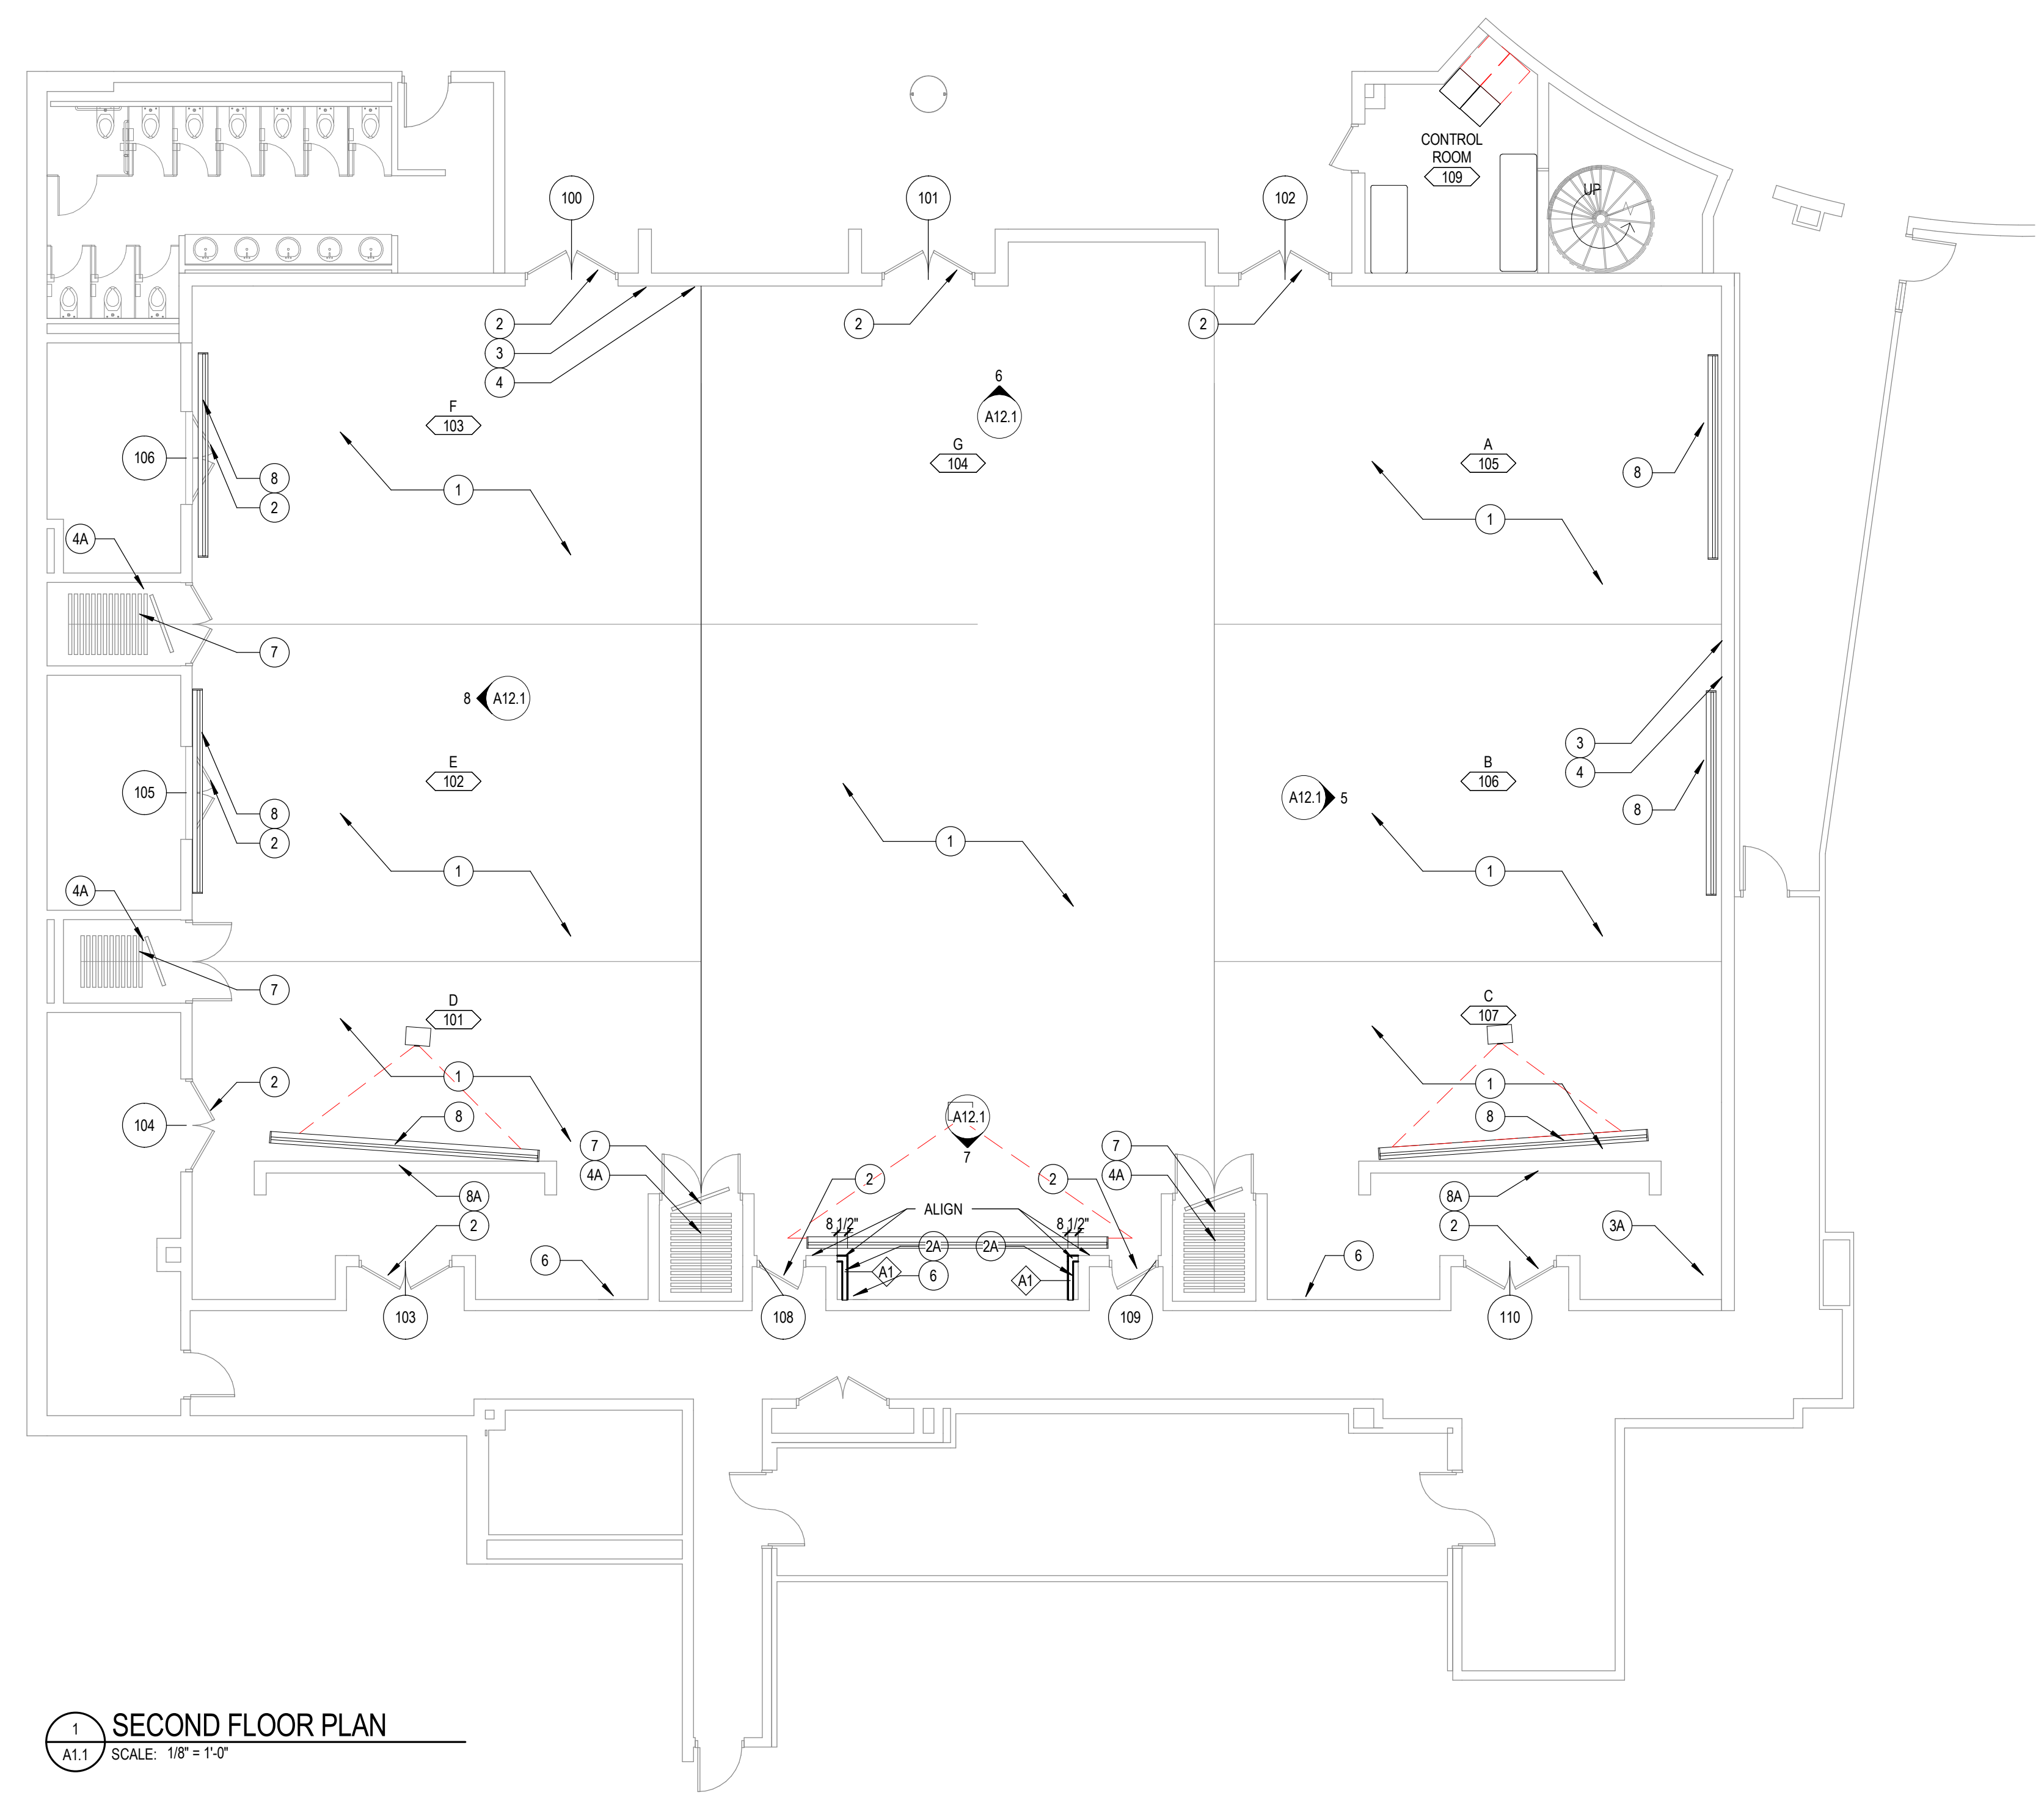 CONTROL
ROOM
109
UP
100
101
102
2
3
4
2
2
F
103
6
A12.1
G
104
A
105
106
8
2
1
8
1
4A
7
8
A12.1
E
102
B
106
3
4
8
A12.1
5
105
8
2
1
1
1
4A
7
D
101
C
107
2
1
8
104
1
8
A12.1
7
7
4A
7
4A
2
2
8A
2
8A
2
3A
ALIGN
8 1/2"
8 1/2"
2A
2A
A1
6
A1
6
6
103
108
109
110
1
A1.1
SECOND FLOOR PLAN
SCALE: 1/8" = 1'-0"